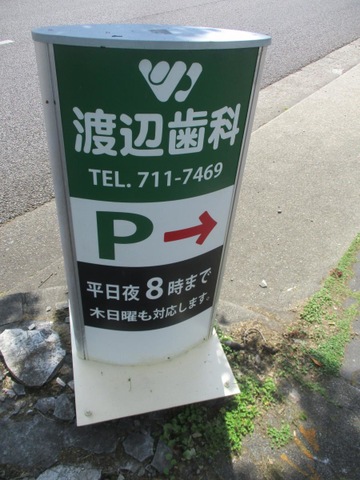 渡辺歯科
TEL. 711-7469
P →
平日夜8時まで
木曜日も対応します。